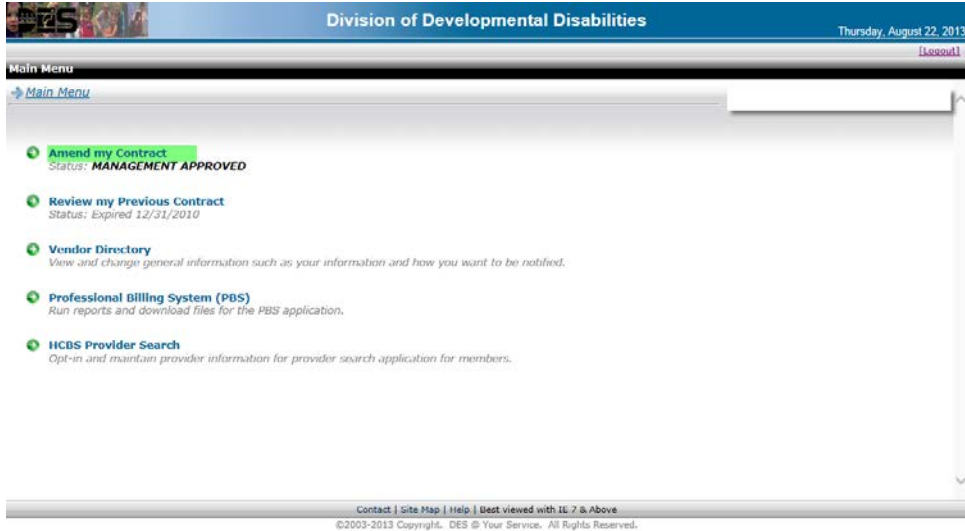 DES
Division of Developmental Disabilities
Thursday, August 22, 2013
[Logout]
Main Menu
Main Menu
Amend my Contract
Status: MANAGEMENT APPROVED
Review my Previous Contract
Status: Expired 12/31/2010
Vendor Directory
View and change general information such as your information and how you want to be notified.
Professional Billing System (PBS)
Run reports and download files for the PBS application.
HCBS Provider Search
Opt-in and maintain provider information for provider search application for members.
Contact | Site Map | Help | Best viewed with IE 7 & Above
©2003-2013 Copyright. DES @ Your Service. All Rights Reserved.